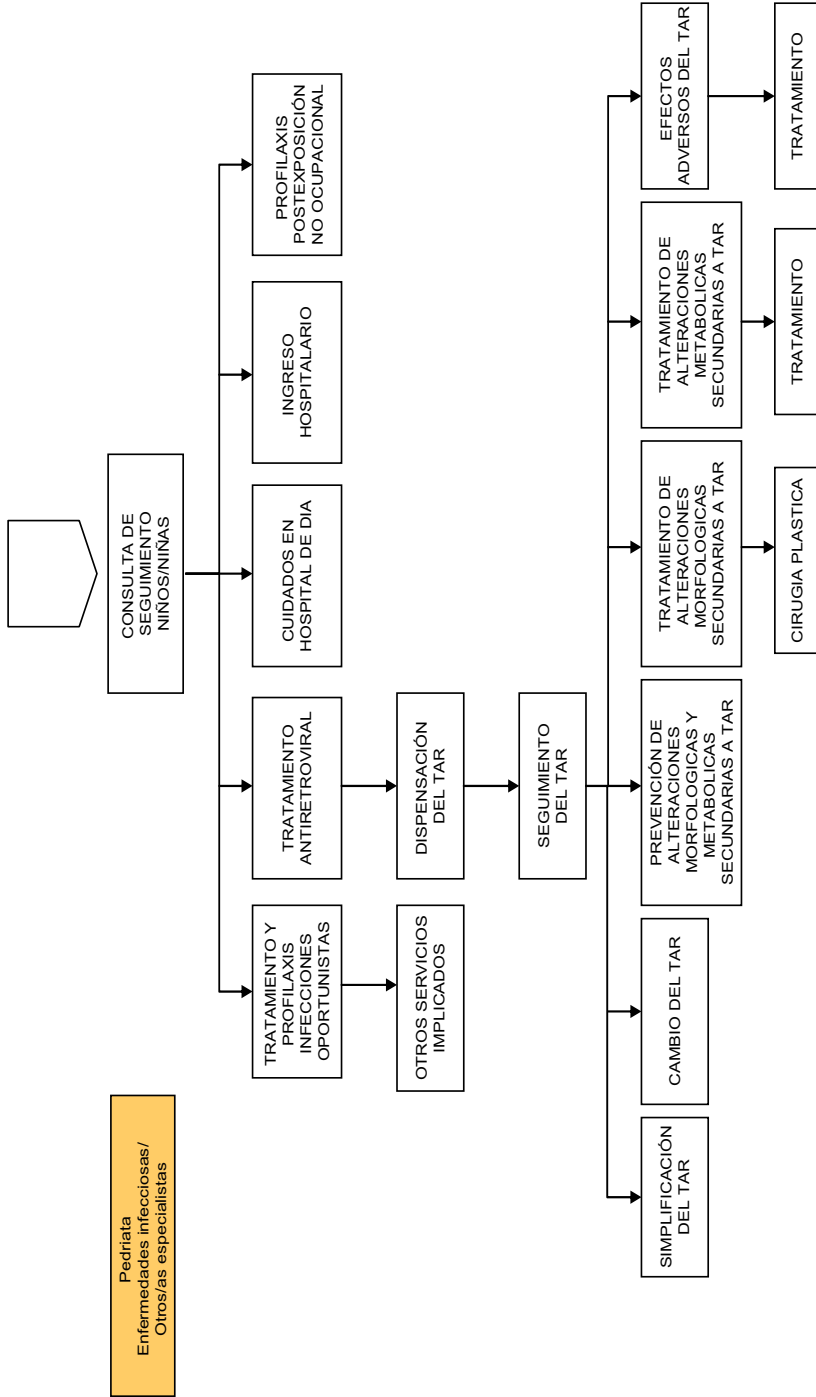 Pedriata
Enfermedades infecciosas/
Otros/as especialistas
CONSULTA DE
SEGUIMIENTO
NIÑOS/NIÑAS
TRATAMIENTO Y
PROFILAXIS
INFECCIONES
OPORTUNISTAS
TRATAMIENTO
ANTIRETROVIRAL
CUIDADOS EN
HOSPITAL DE DIA
INGRESO
HOSPITALARIO
PROFILAXIS
POSTEXPOSICIÓN
NO OCUPACIONAL
OTROS SERVICIOS
IMPLICADOS
DISPENSACIÓN
DEL TAR
SEGUIMIENTO
DEL TAR
SIMPLIFICACIÓN
DEL TAR
CAMBIO DEL TAR
PREVENCIÓN DE
ALTERACIONES
MORFOLOGICAS Y
METABOLICAS
SECUNDARIAS A TAR
TRATAMIENTO DE
ALTERACIONES
MORFOLOGICAS
SECUNDARIAS A TAR
TRATAMIENTO DE
ALTERACIONES
METABOLICAS
SECUNDARIAS A TAR
EFECTOS
ADVERSOS DEL TAR
CIRUGIA PLASTICA
TRATAMIENTO
TRATAMIENTO